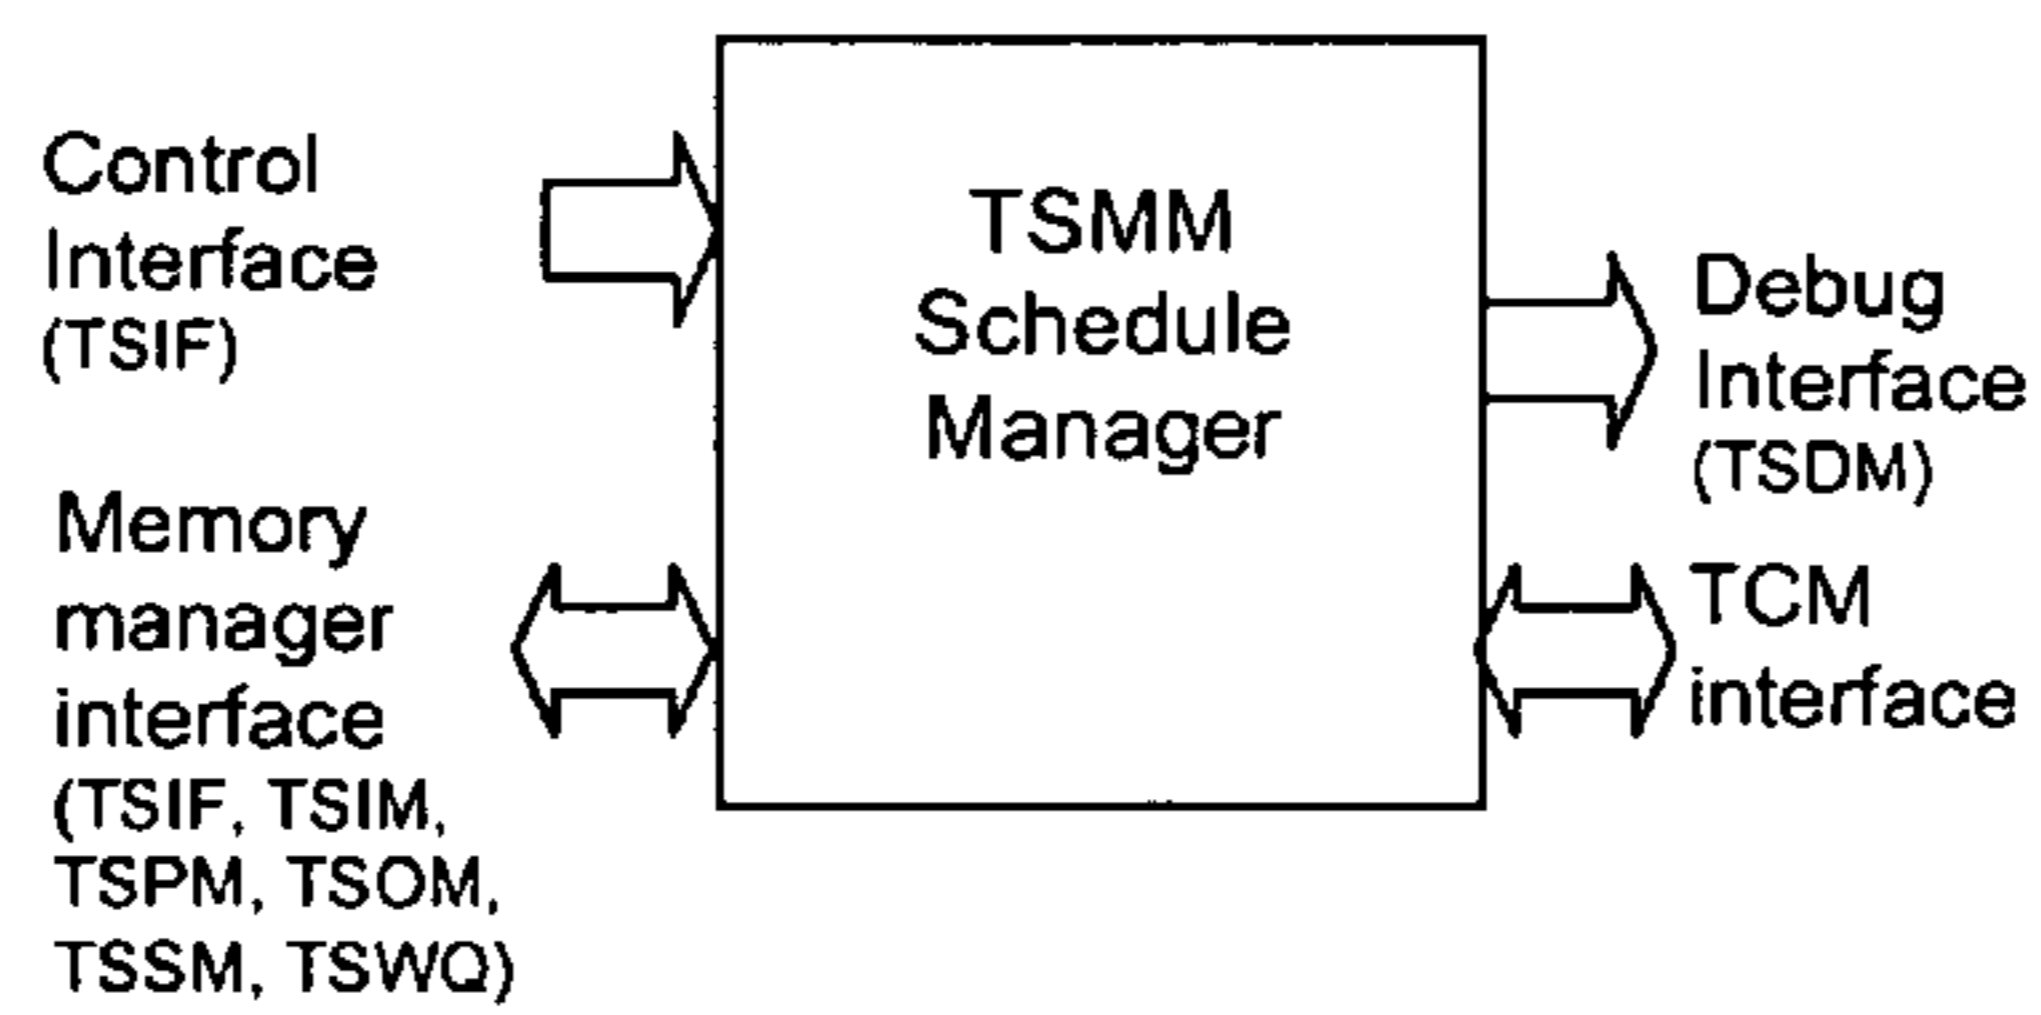 Control
Interface
(TSIF)
Memory
manager
interface
(TSIF, TSIM,
TSPM, TSOM,
TSSM, TSWQ)
TSMM
Schedule
Manager
Debug
Interface
(TSDM)
TCM
interface